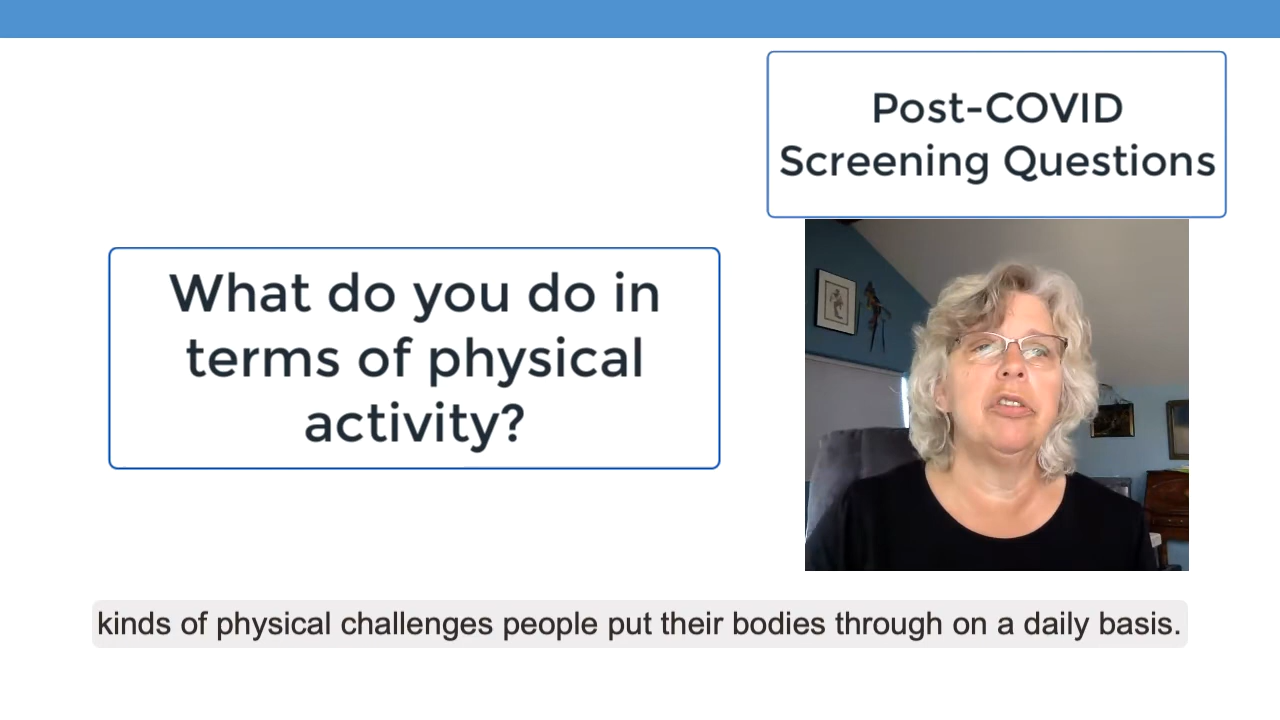 Post-COVID
Screening Questions
What do you do in
terms of physical
activity?
kinds of physical challenges people put their bodies through on a daily basis.